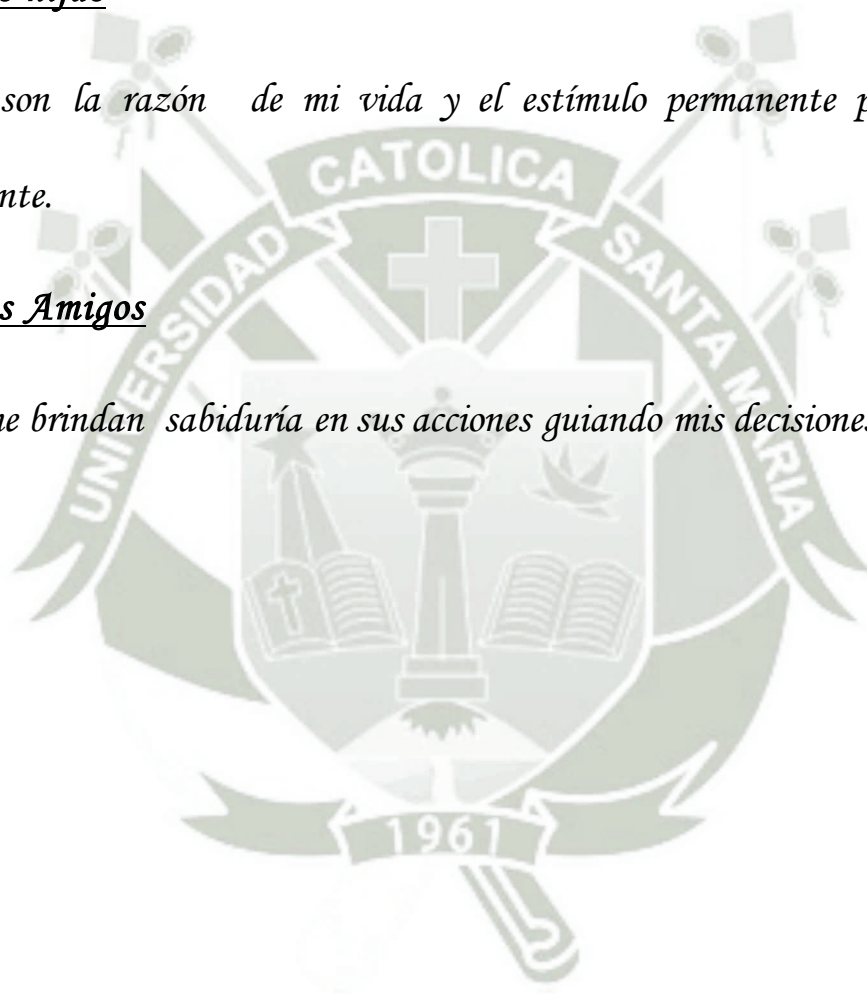 son la razón de mi vida y el estímulo permanente
nte.
s Amigos
brindan sabiduría en sus acciones guiando mis decisiones
UNIVERSIDAD CATOLICA SANTA MARIA
1961